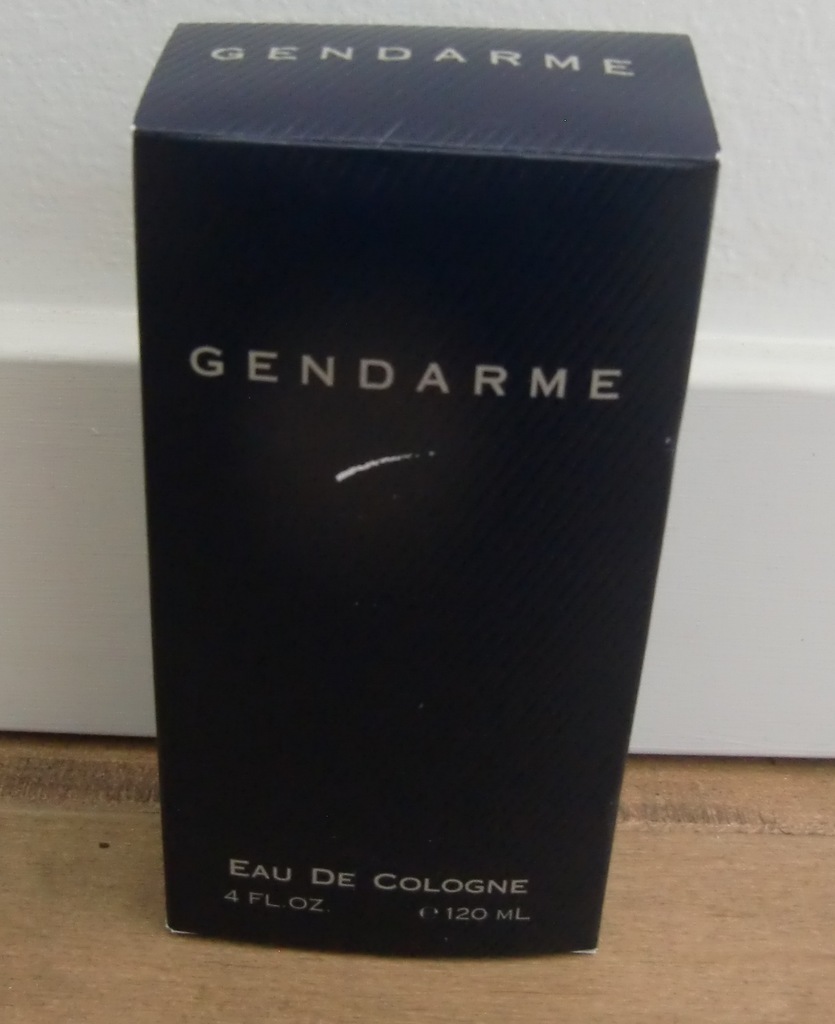 GENDARME
GENDARME
EAU DE COLOGNE
4 FL.OZ. ℮ 120 ML